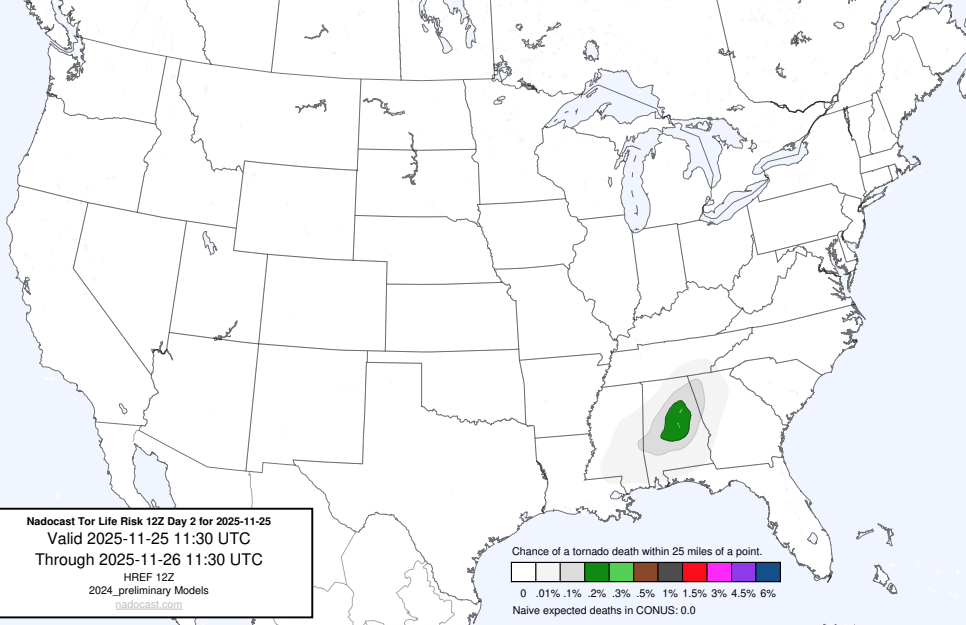 Nadocast Tor Life Risk 12Z Day 2 for 2025-11-25
Valid 2025-11-25 11:30 UTC
Through 2025-11-26 11:30 UTC
HREF 12Z
2024_preliminary Models
nadocast.com
Chance of a tornado death within 25 miles of a point.
0 .01% .1% .2% .3% .5% 1% 1.5% 3% 4.5% 6%
Naive expected deaths in CONUS: 0.0